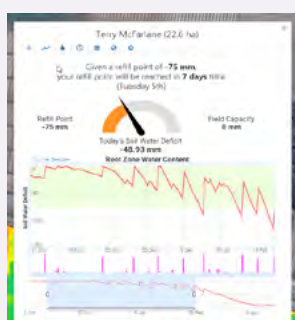 Terry McFarlane (22.6 ha)
Given a refill point of -75 mm,
your refill point will be reached in 7 days time
(Tuesday 5th)
Refill Point
-75 mm
Field Capacity
0 mm
Today's Soil Water Deficit
-48.93 mm
Root Zone Water Content
Soil Water Deficit